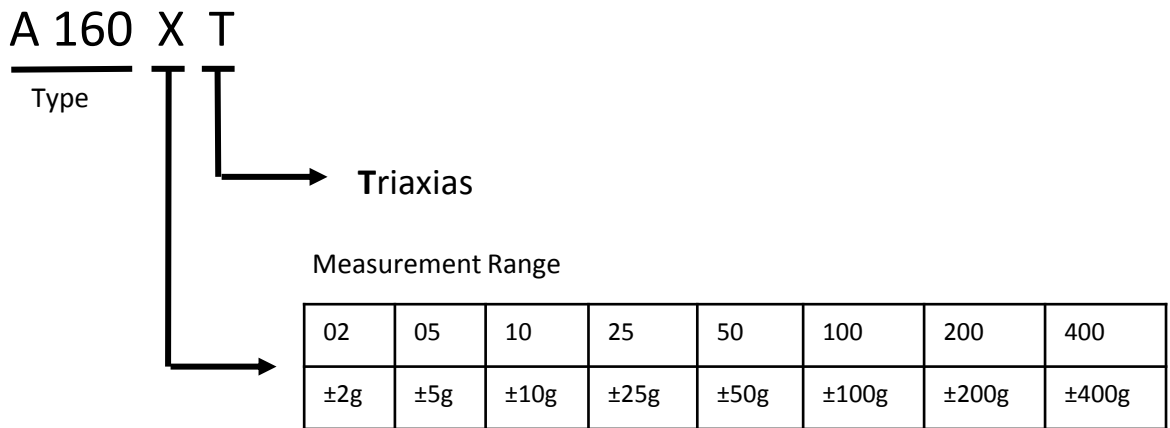 A 160 X T
Type
Triaxias
Measurement Range
02 05 10 25 50 100 200 400
±2g ±5g ±10g ±25g ±50g ±100g ±200g ±400g